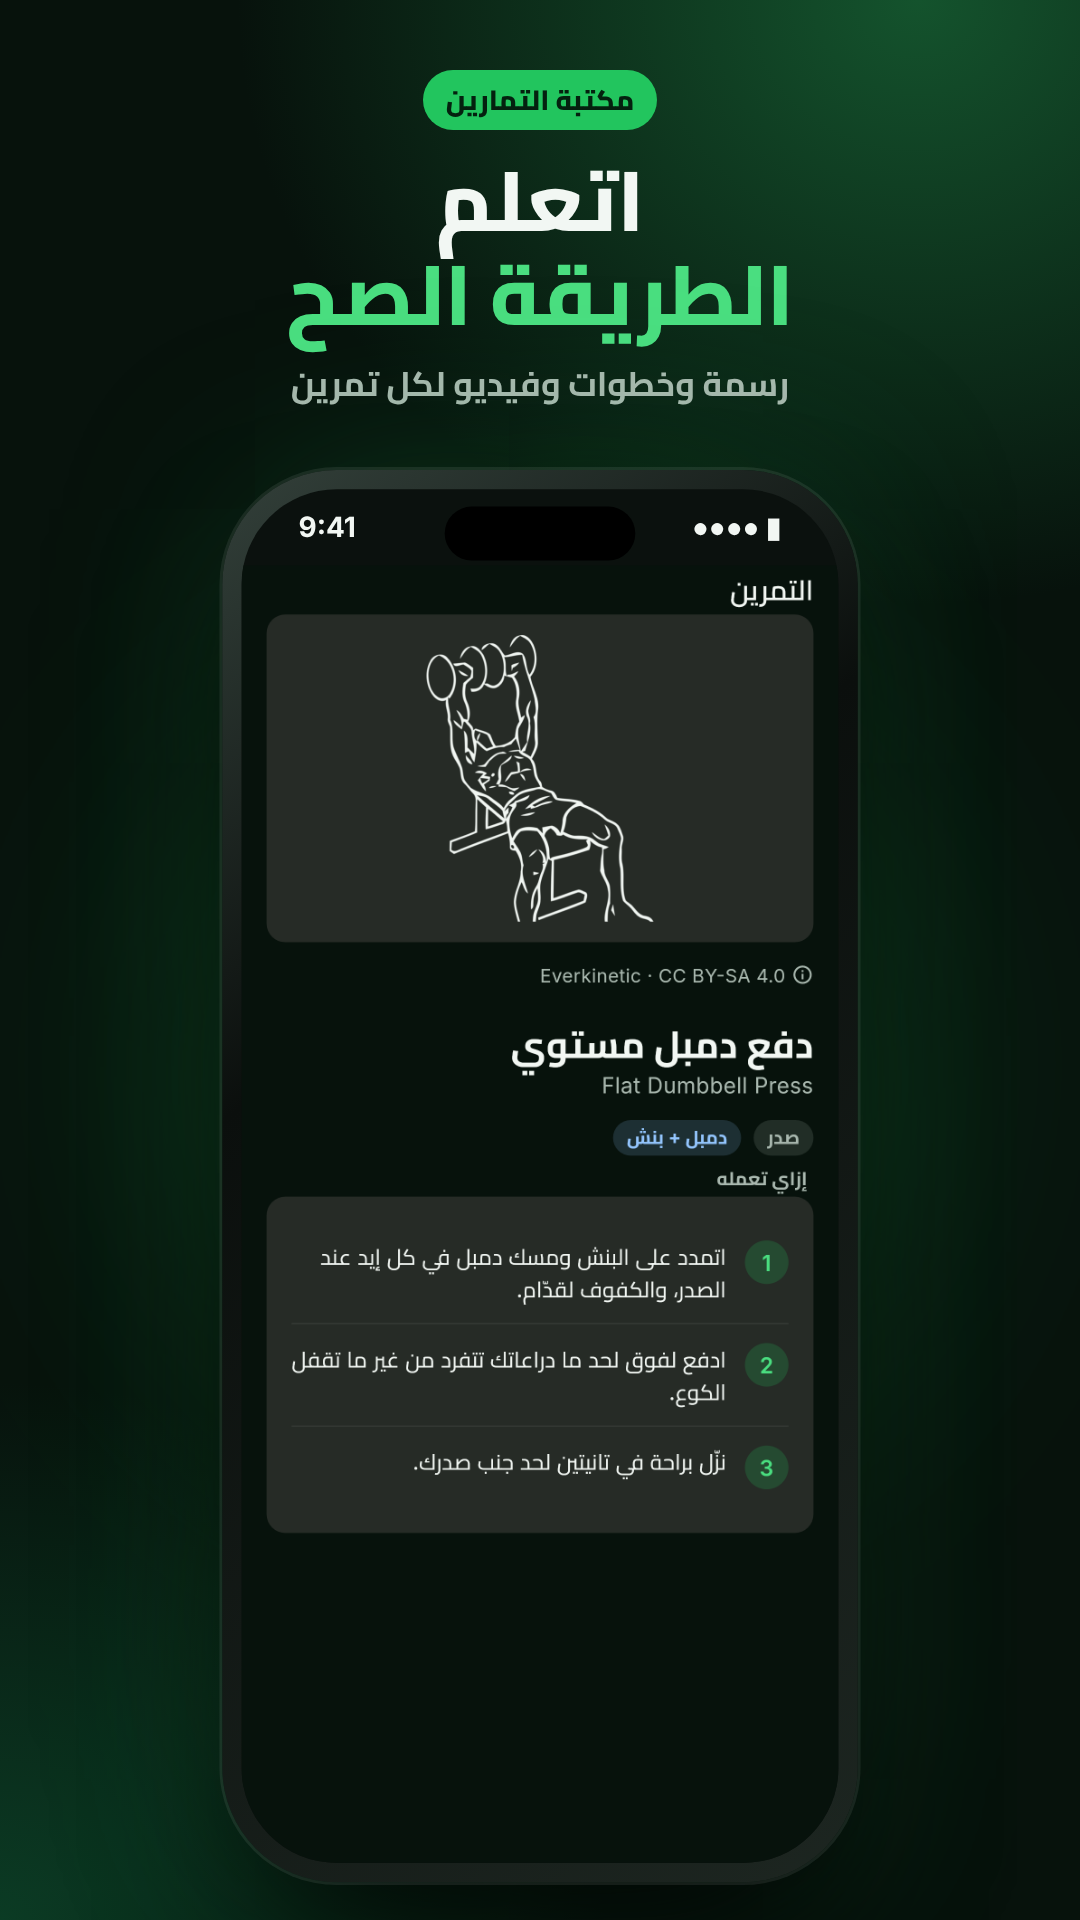 مكتبة التمارين
اتعلم
الطريقة الصح
رسمة وخطوات وفيديو لكل تمرين
9:41
التمرين
Everkinetic · CC BY-SA 4.0
دفع دمبل مستوي
Flat Dumbbell Press
صدر
دمبل + بنش
إزاي تعمله
1
اتمدد على البنش ومسك دمبل في كل إيد عند
الصدر، والكفوف لقدّام.
2
ادفع لفوق لحد ما دراعاتك تتفرد من غير ما تقفل
الكوع.
3
نزّل براحة في تانيتين لحد جنب صدرك.